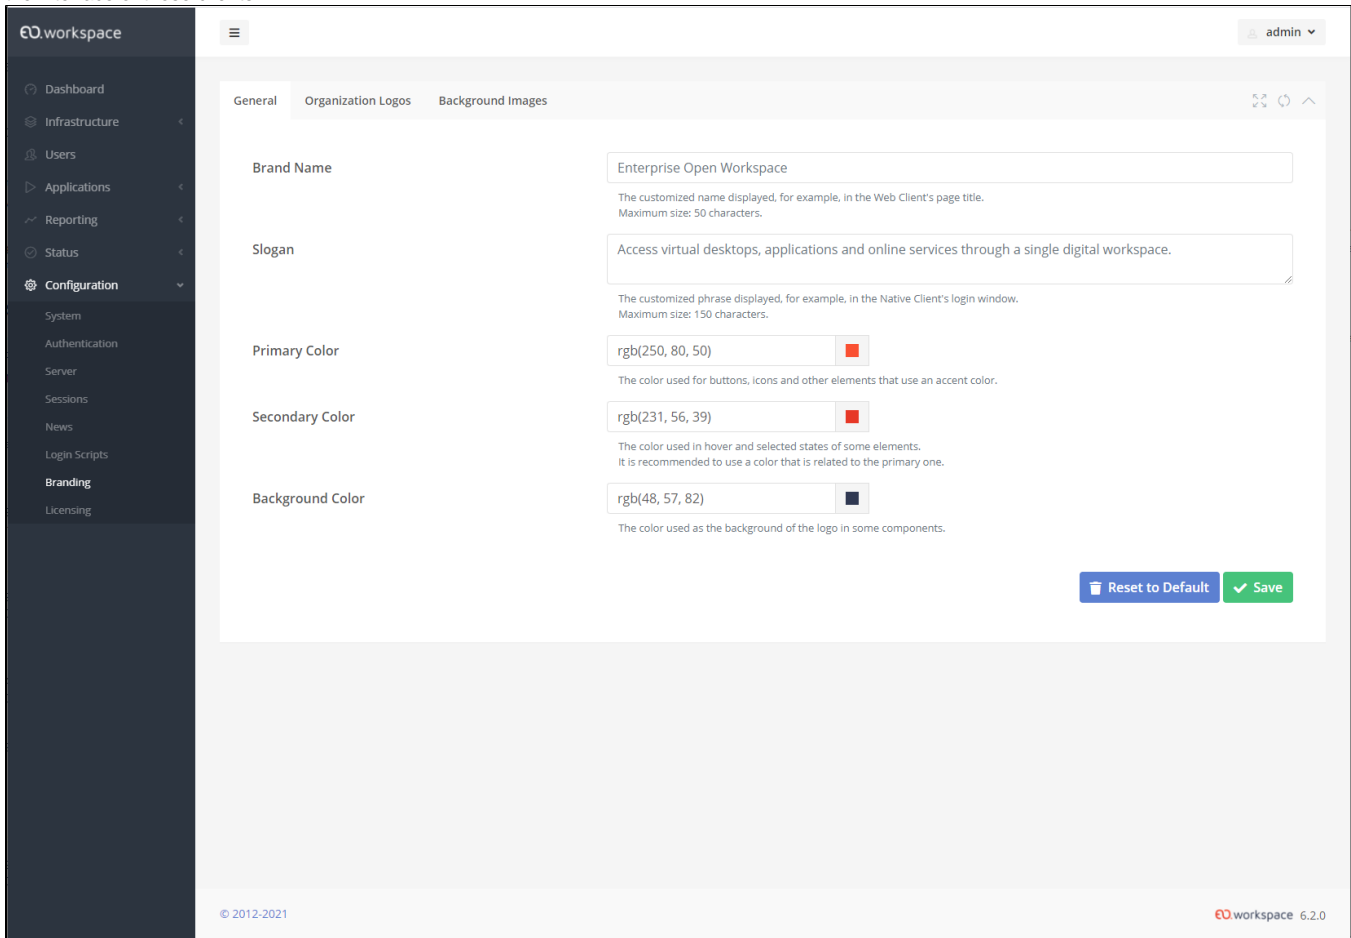 EO.workspace
admin
Dashboard
Infrastructure
Users
Applications
Reporting
Status
Configuration
System
Authentication
Server
Sessions
News
Login Scripts
Branding
Licensing
General Organization Logos Background Images
Brand Name
Enterprise Open Workspace
The customized name displayed, for example, in the Web Client's page title.
Maximum size: 50 characters.
Slogan
Access virtual desktops, applications and online services through a single digital workspace.
The customized phrase displayed, for example, in the Native Client's login window.
Maximum size: 150 characters.
Primary Color
rgb(250, 80, 50)
The color used for buttons, icons and other elements that use an accent color.
Secondary Color
rgb(231, 56, 39)
The color used in hover and selected states of some elements.
It is recommended to use a color that is related to the primary one.
Background Color
rgb(48, 57, 82)
The color used as the background of the logo in some components.
Reset to Default Save
© 2012-2021
EO.workspace 6.2.0